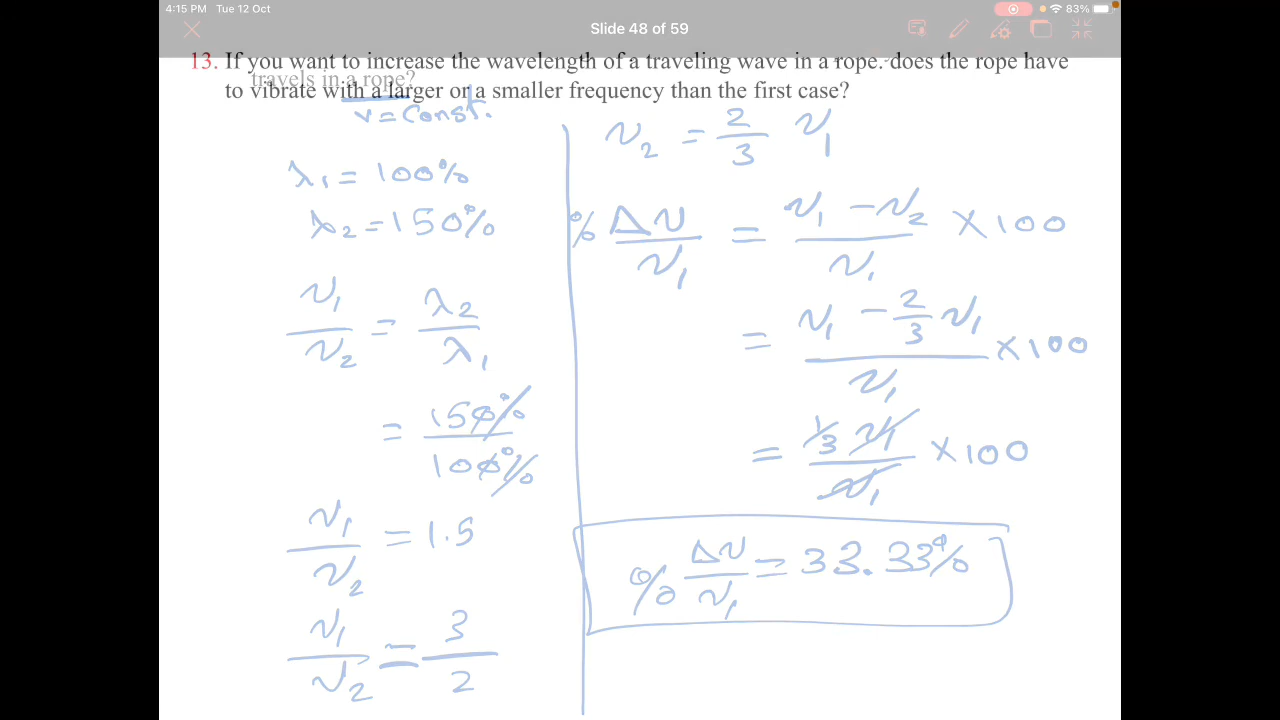 4:15 PM Tue 12 Oct
83%
Slide 48 of 59
13. If you want to increase the wavelength of a traveling wave in a rope. does the rope have
travels in a rope?
to vibrate with a larger or a smaller frequency than the first case?
v = Const.
λ₁ = 100%
λ₂ = 150%
ν₁/ν₂ = λ₂/λ₁
= 150%/100%
ν₁/ν₂ = 1.5
ν₁/ν₂ = 3/2
ν₂ = 2/3 ν₁
% Δν/ν₁ = (ν₁ − ν₂)/ν₁ × 100
= (ν₁ − 2/3 ν₁)/ν₁ × 100
= (1/3 ν₁)/ν₁ × 100
% Δν/ν₁ = 33.33%